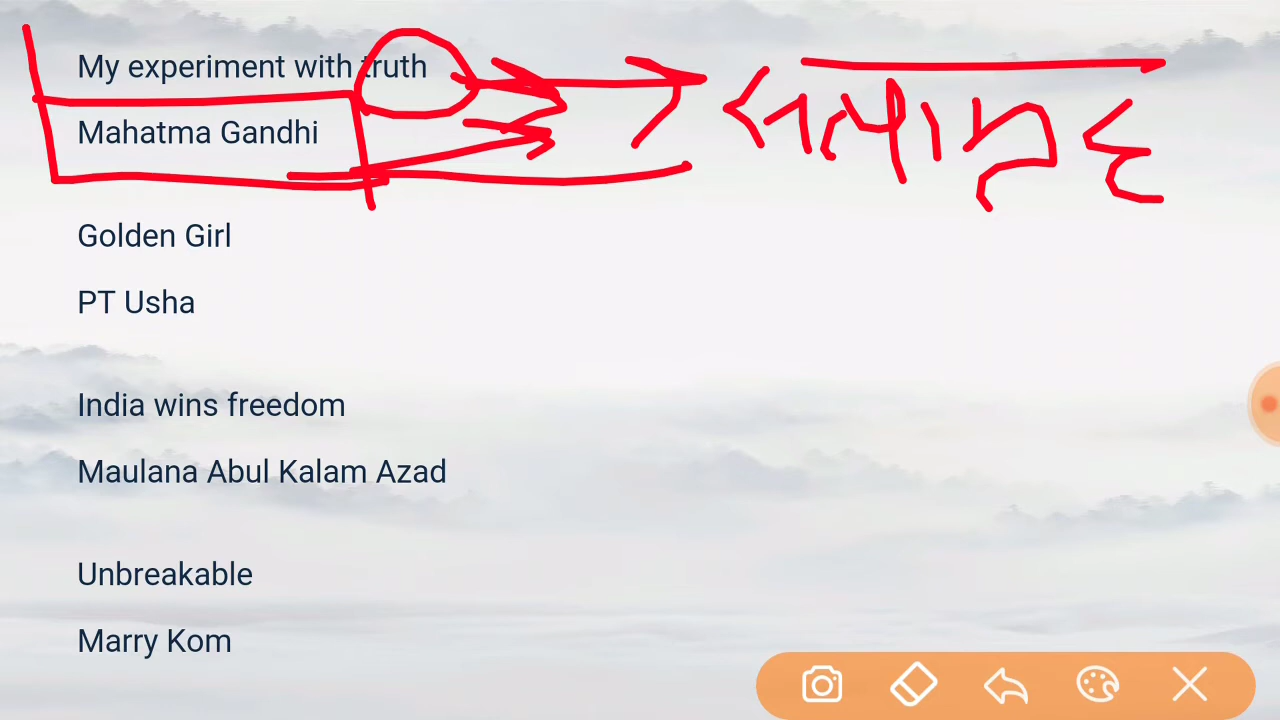 My experiment with truth
Mahatma Gandhi
Golden Girl
PT Usha
India wins freedom
Maulana Abul Kalam Azad
Unbreakable
Marry Kom